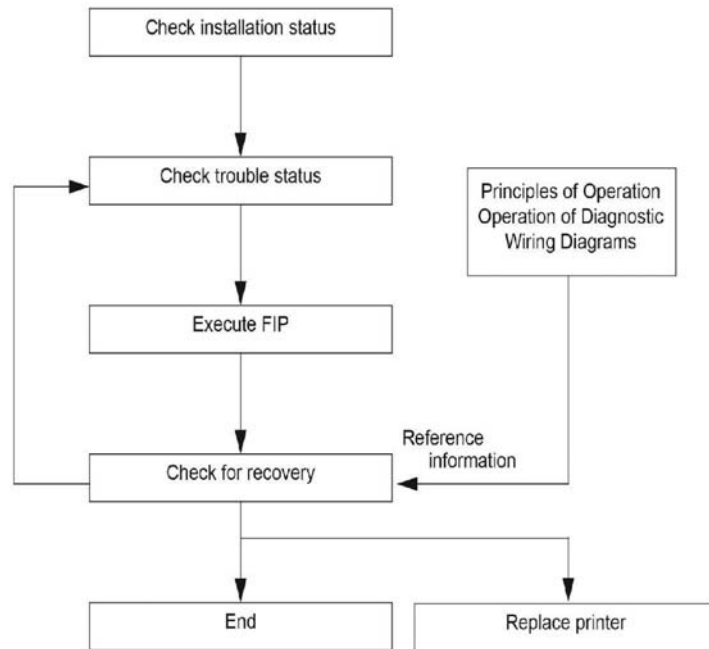 Check installation status
Check trouble status
Principles of Operation
Operation of Diagnostic
Wiring Diagrams
Execute FIP
Reference
information
Check for recovery
End
Replace printer